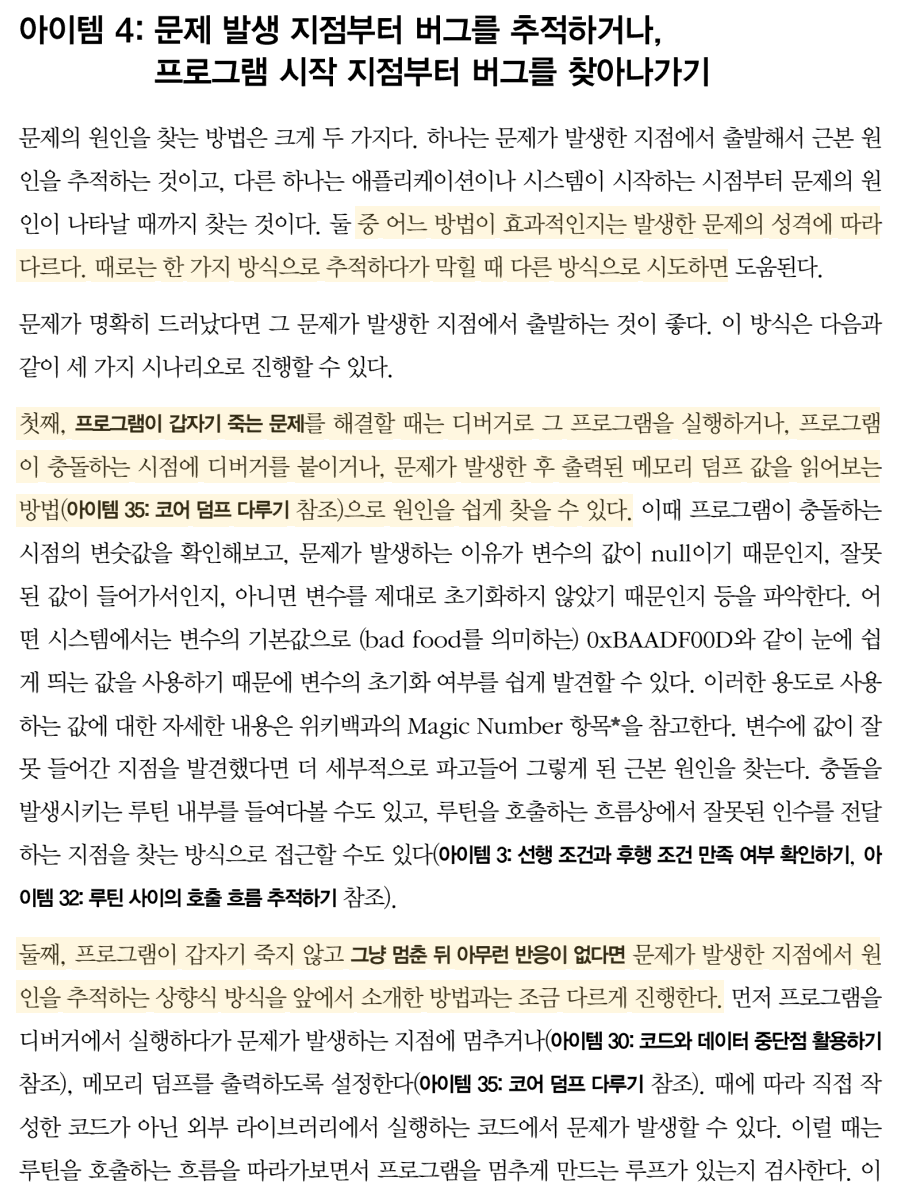 아이템 4: 문제 발생 지점부터 버그를 추적하거나,
프로그램 시작 지점부터 버그를 찾아나가기
문제의 원인을 찾는 방법은 크게 두 가지다. 하나는 문제가 발생한 지점에서 출발해서 근본 원
인을 추적하는 것이고, 다른 하나는 애플리케이션이나 시스템이 시작하는 시점부터 문제의 원
인이 나타날 때까지 찾는 것이다. 둘 중 어느 방법이 효과적인지는 발생한 문제의 성격에 따라
다르다. 때로는 한 가지 방식으로 추적하다가 막힐 때 다른 방식으로 시도하면 도움된다.
문제가 명확히 드러났다면 그 문제가 발생한 지점에서 출발하는 것이 좋다. 이 방식은 다음과
같이 세 가지 시나리오로 진행할 수 있다.
첫째, 프로그램이 갑자기 죽는 문제를 해결할 때는 디버거로 그 프로그램을 실행하거나, 프로그램
이 충돌하는 시점에 디버거를 붙이거나, 문제가 발생한 후 출력된 메모리 덤프 값을 읽어보는
방법(아이템 35: 코어 덤프 다루기 참조)으로 원인을 쉽게 찾을 수 있다. 이때 프로그램이 충돌하는
시점의 변숫값을 확인해보고, 문제가 발생하는 이유가 변수의 값이 null이기 때문인지, 잘못
된 값이 들어가서인지, 아니면 변수를 제대로 초기화하지 않았기 때문인지 등을 파악한다. 어
떤 시스템에서는 변수의 기본값으로 (bad food를 의미하는) 0xBAADF00D와 같이 눈에 쉽
게 띄는 값을 사용하기 때문에 변수의 초기화 여부를 쉽게 발견할 수 있다. 이러한 용도로 사용
하는 값에 대한 자세한 내용은 위키백과의 Magic Number 항목*을 참고한다. 변수에 값이 잘
못 들어간 지점을 발견했다면 더 세부적으로 파고들어 그렇게 된 근본 원인을 찾는다. 충돌을
발생시키는 루틴 내부를 들여다볼 수도 있고, 루틴을 호출하는 흐름상에서 잘못된 인수를 전달
하는 지점을 찾는 방식으로 접근할 수도 있다(아이템 3: 선행 조건과 후행 조건 만족 여부 확인하기, 아
이템 32: 루틴 사이의 호출 흐름 추적하기 참조).
둘째, 프로그램이 갑자기 죽지 않고 그냥 멈춘 뒤 아무런 반응이 없다면 문제가 발생한 지점에서 원
인을 추적하는 상향식 방식을 앞에서 소개한 방법과는 조금 다르게 진행한다. 먼저 프로그램을
디버거에서 실행하다가 문제가 발생하는 지점에 멈추거나(아이템 30: 코드와 데이터 중단점 활용하기
참조), 메모리 덤프를 출력하도록 설정한다(아이템 35: 코어 덤프 다루기 참조). 때에 따라 직접 작
성한 코드가 아닌 외부 라이브러리에서 실행하는 코드에서 문제가 발생할 수 있다. 이럴 때는
루틴을 호출하는 흐름을 따라가보면서 프로그램을 멈추게 만드는 루프가 있는지 검사한다. 이